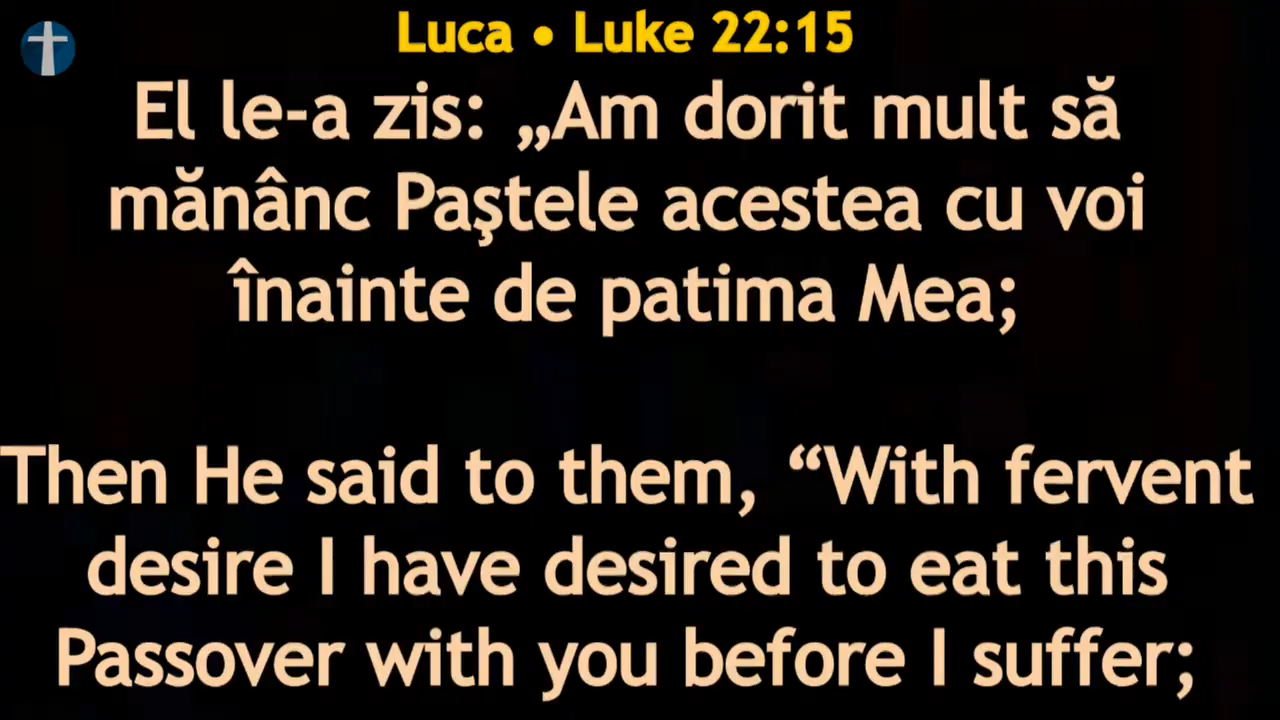 Luca • Luke 22:15
El le-a zis: „Am dorit mult să
mănânc Paştele acestea cu voi
înainte de patima Mea;
Then He said to them, “With fervent
desire I have desired to eat this
Passover with you before I suffer;